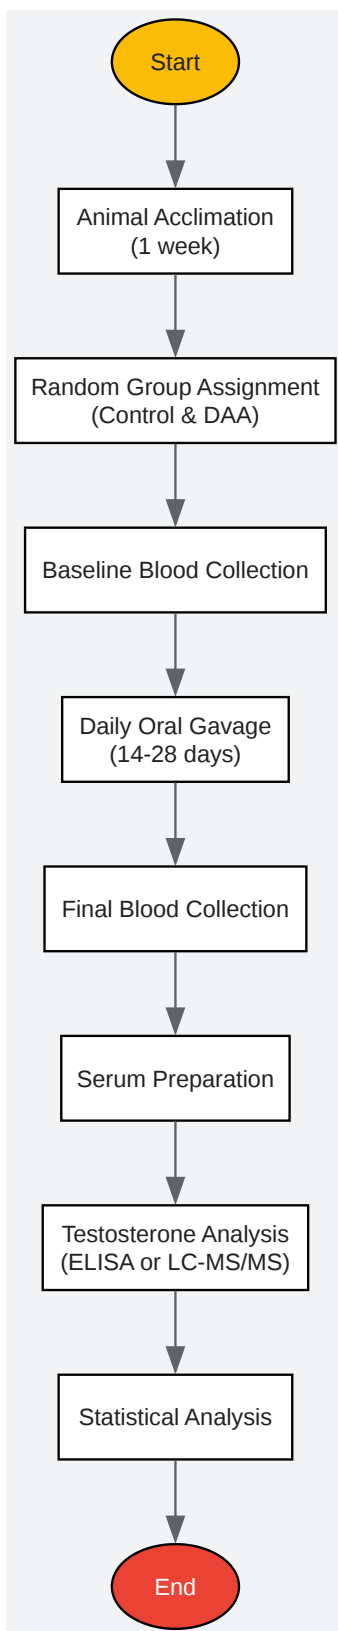 Start
Animal Acclimation
(1 week)
Random Group Assignment
(Control & DAA)
Baseline Blood Collection
Daily Oral Gavage
(14-28 days)
Final Blood Collection
Serum Preparation
Testosterone Analysis
(ELISA or LC-MS/MS)
Statistical Analysis
End